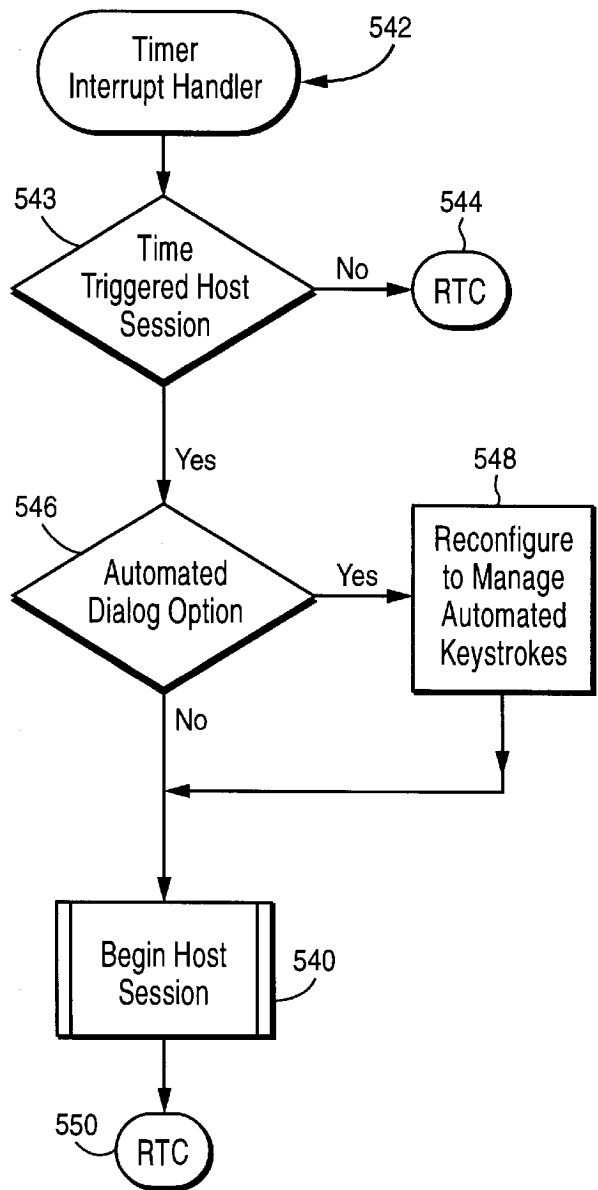 Timer
Interrupt Handler
542
543
Time
Triggered Host
Session
No
544
RTC
Yes
546
Automated
Dialog Option
Yes
548
Reconfigure
to Manage
Automated
Keystrokes
No
Begin Host
Session
540
550
RTC